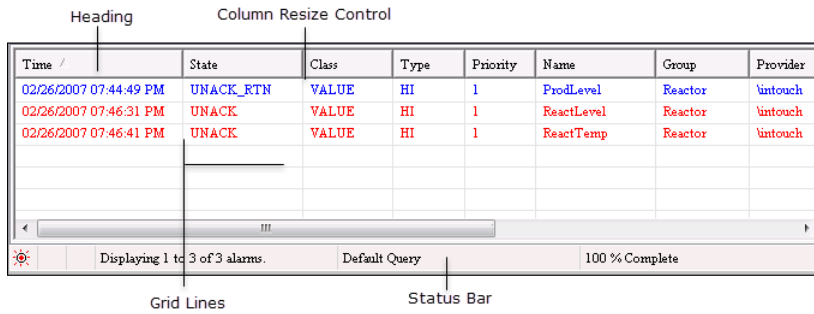 Heading
Column Resize Control
Time State Class Type Priority Name Group Provider
02/26/2007 07:44:49 PM UNACK_RTN VALUE HI 1 ProdLevel Reactor \intouch
02/26/2007 07:46:31 PM UNACK VALUE HI 1 ReactLevel Reactor \intouch
02/26/2007 07:46:41 PM UNACK VALUE HI 1 ReactTemp Reactor \intouch
Displaying 1 to 3 of 3 alarms. Default Query 100 % Complete
Grid Lines
Status Bar